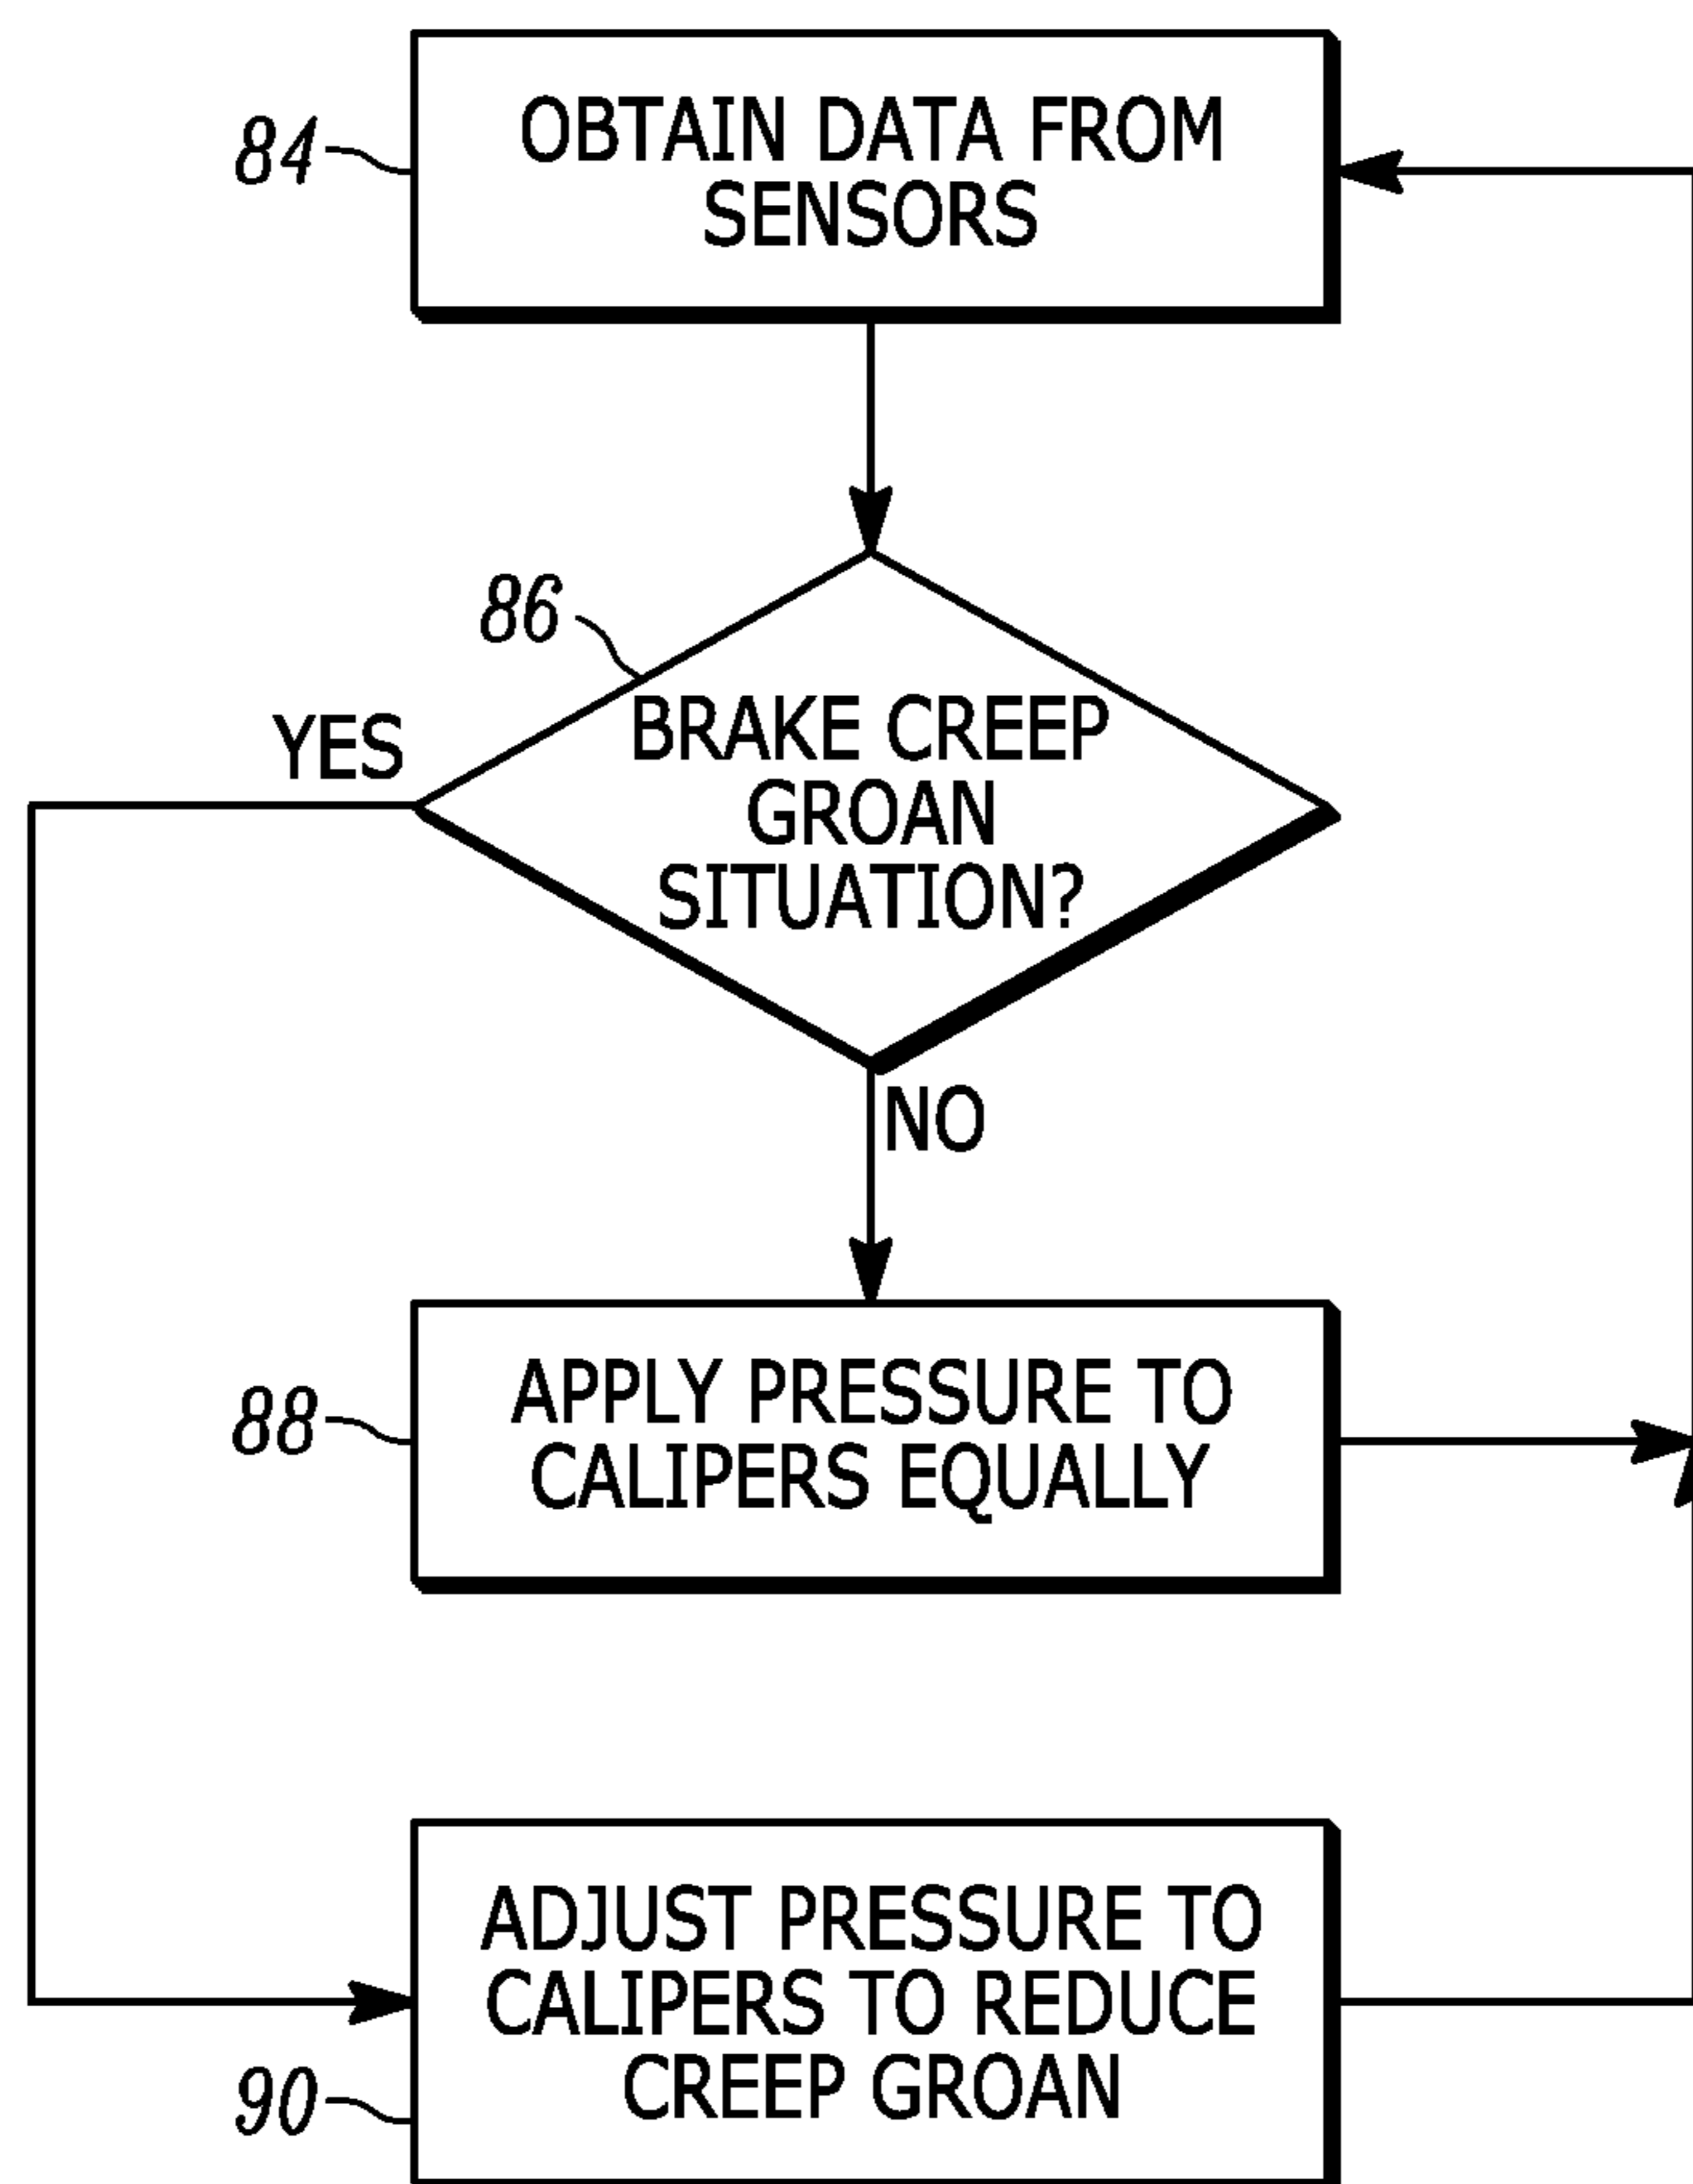 84
OBTAIN DATA FROM
SENSORS
86
YES
BRAKE CREEP
GROAN
SITUATION?
NO
88
APPLY PRESSURE TO
CALIPERS EQUALLY
ADJUST PRESSURE TO
CALIPERS TO REDUCE
CREEP GROAN
90